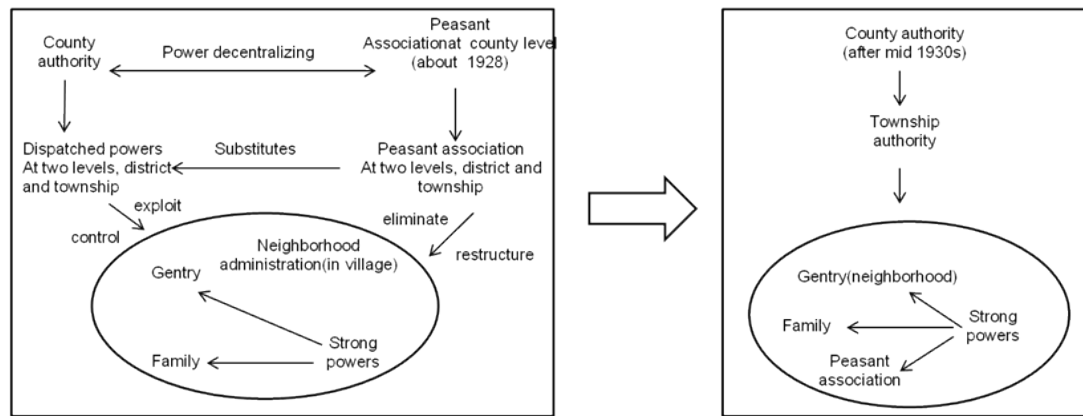 County
authority
Power decentralizing
Peasant
Associationat county level
(about 1928)
Dispatched powers
At two levels, district
and township
Substitutes
Peasant association
At two levels, district and
township
exploit
control
eliminate
restructure
Neighborhood
administration(in village)
Gentry
Strong
powers
Family
County authority
(after mid 1930s)
Township
authority
Gentry(neighborhood)
Family
Strong
powers
Peasant
association